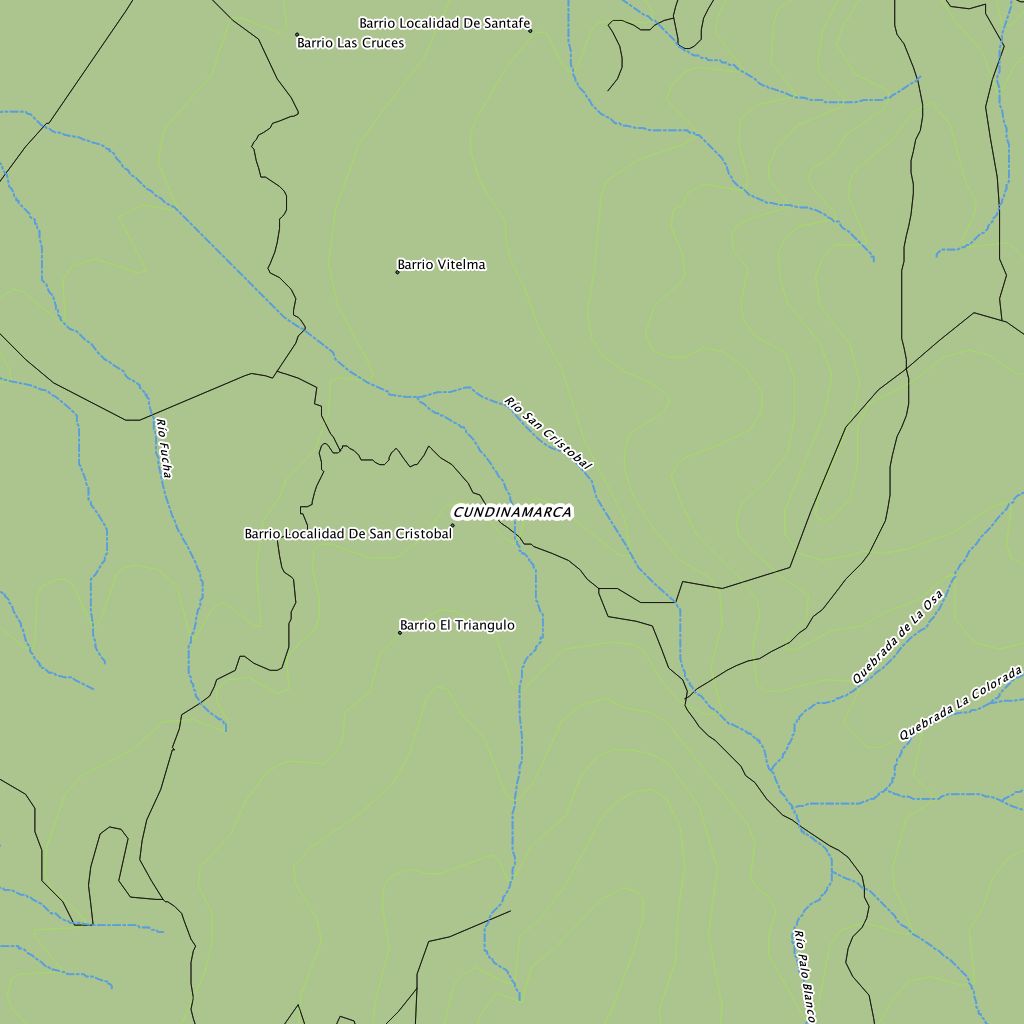 Barrio Localidad De Santafe
Barrio Las Cruces
Barrio Vitelma
Río San Cristobal
Río Fucha
CUNDINAMARCA
Barrio Localidad De San Cristobal
Barrio El Triangulo
Quebrada de La Osa
Quebrada La Colorada
Río Palo Blanco